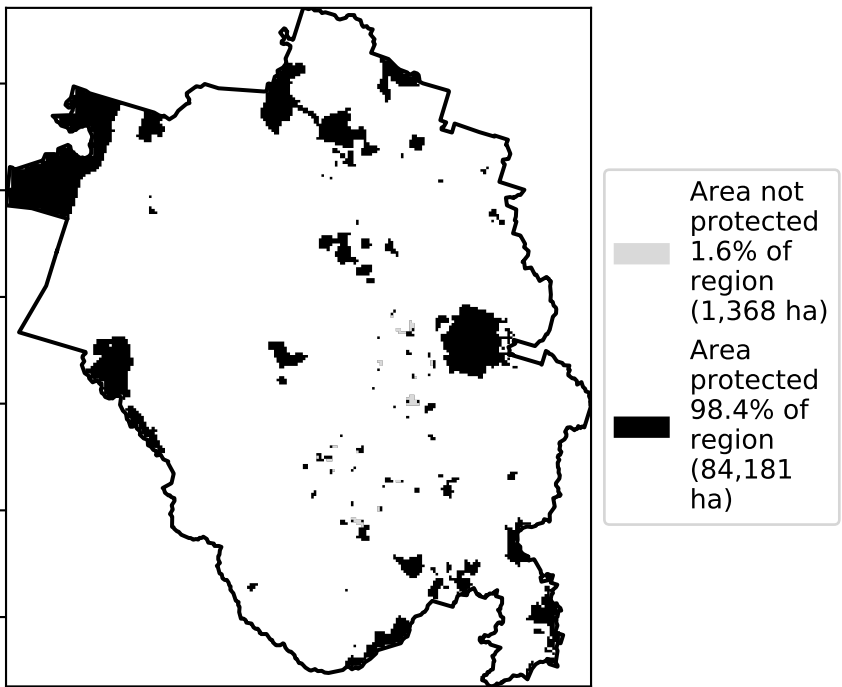 Area not
protected
1.6% of
region
(1,368 ha)
Area
protected
98.4% of
region
(84,181
ha)